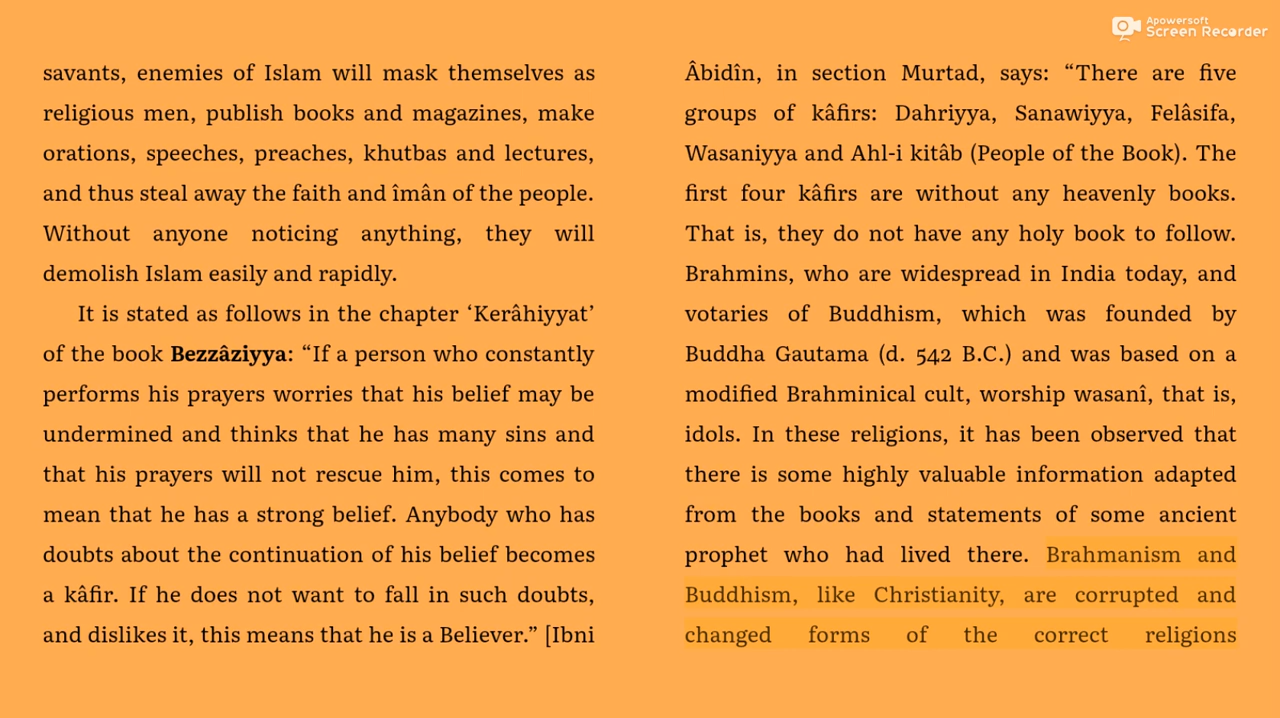 Apowersoft
Screen Recorder
savants, enemies of Islam will mask themselves as
religious men, publish books and magazines, make
orations, speeches, preaches, khutbas and lectures,
and thus steal away the faith and îmân of the people.
Without anyone noticing anything, they will
demolish Islam easily and rapidly.
It is stated as follows in the chapter ‘Kerâhiyyat’
of the book Bezzâziyya: “If a person who constantly
performs his prayers worries that his belief may be
undermined and thinks that he has many sins and
that his prayers will not rescue him, this comes to
mean that he has a strong belief. Anybody who has
doubts about the continuation of his belief becomes
a kâfir. If he does not want to fall in such doubts,
and dislikes it, this means that he is a Believer.” [Ibni
Âbidîn, in section Murtad, says: “There are five
groups of kâfirs: Dahriyya, Sanawiyya, Felâsifa,
Wasaniyya and Ahl-i kitâb (People of the Book). The
first four kâfirs are without any heavenly books.
That is, they do not have any holy book to follow.
Brahmins, who are widespread in India today, and
votaries of Buddhism, which was founded by
Buddha Gautama (d. 542 B.C.) and was based on a
modified Brahminical cult, worship wasanî, that is,
idols. In these religions, it has been observed that
there is some highly valuable information adapted
from the books and statements of some ancient
prophet who had lived there. Brahmanism and
Buddhism, like Christianity, are corrupted and
changed forms of the correct religions